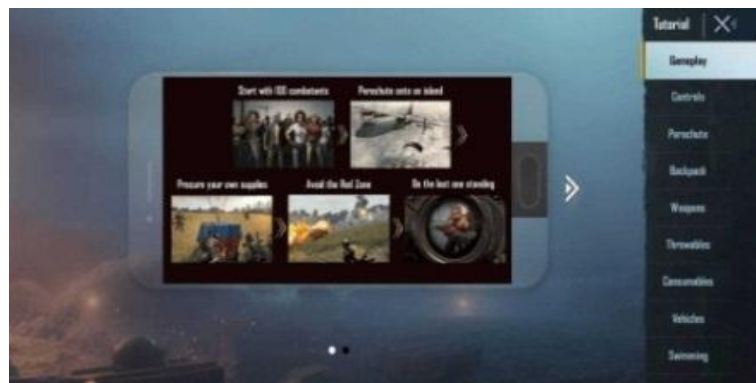 Tutorial
Gameplay
Start with 100 combatants
Parachute onto an island
Controls
Parachute
Procure your own supplies
Avoid the Red Zone
Be the last one standing
Backpack
Weapons
Throwables
Consumables
Vehicles
Swimming